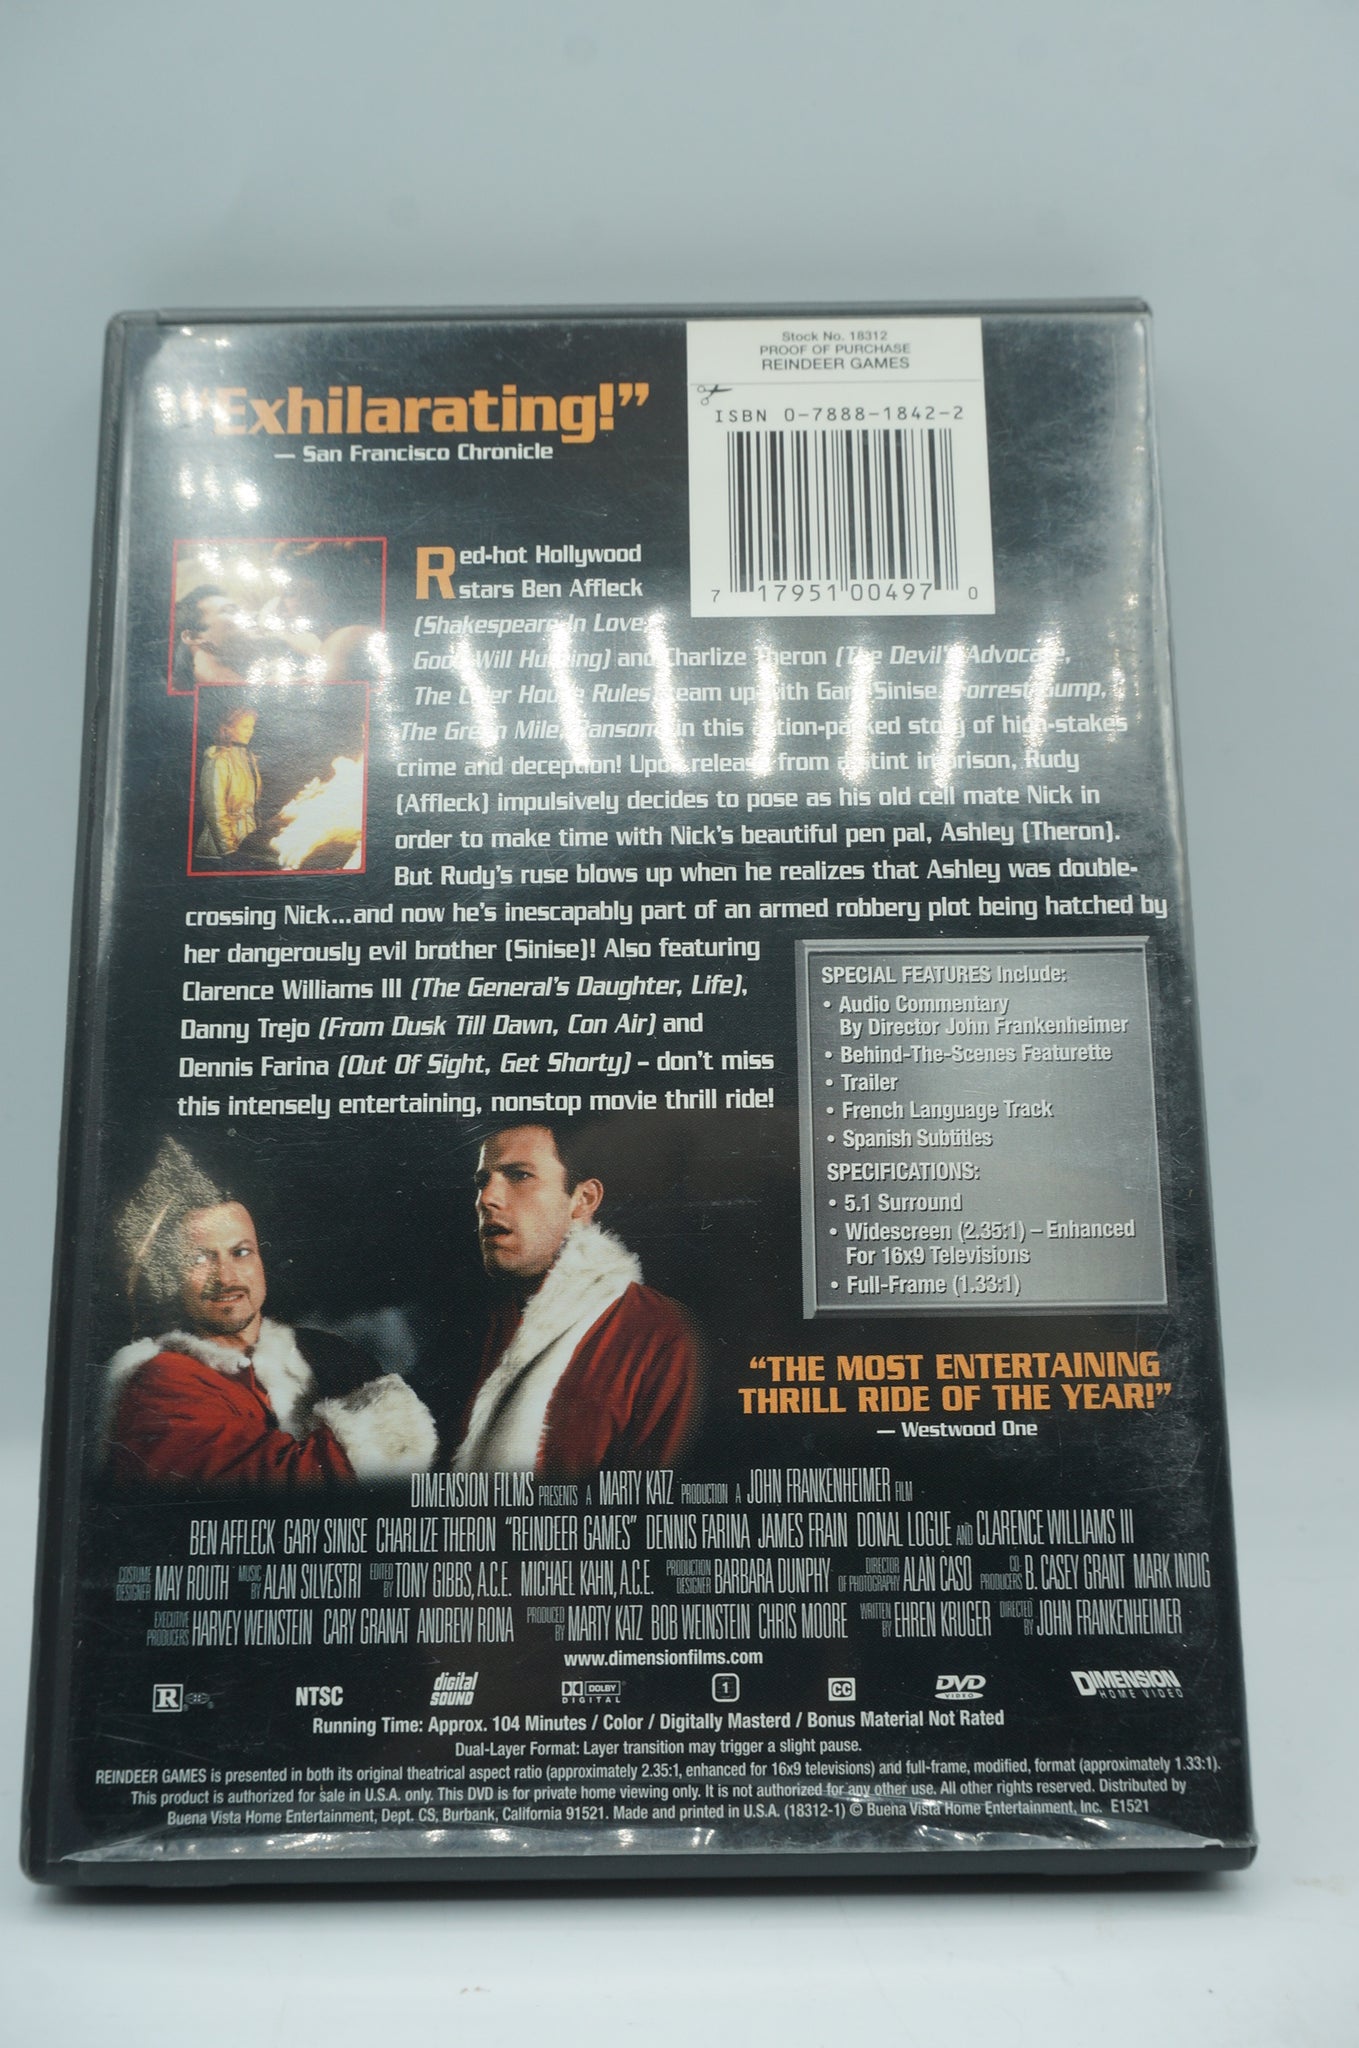 "Exhilarating!"
— San Francisco Chronicle
Stock No. 18312
PROOF OF PURCHASE
REINDEER GAMES
ISBN 0-7888-1842-2
7 17951 00497 0
Red-hot Hollywood
stars Ben Affleck
(Shakespeare In Love,
Good Will Hunting) and Charlize Theron (The Devil's Advocate,
The Cider House Rules) team up with Gary Sinise (Forrest Gump,
The Green Mile, Ransom) in this action-packed story of high-stakes
crime and deception! Upon release from a stint in prison, Rudy
(Affleck) impulsively decides to pose as his old cell mate Nick in
order to make time with Nick's beautiful pen pal, Ashley (Theron).
But Rudy's ruse blows up when he realizes that Ashley was double-
crossing Nick...and now he's inescapably part of an armed robbery plot being hatched by
her dangerously evil brother (Sinise)! Also featuring
Clarence Williams III (The General's Daughter, Life),
Danny Trejo (From Dusk Till Dawn, Con Air) and
Dennis Farina (Out Of Sight, Get Shorty) – don't miss
this intensely entertaining, nonstop movie thrill ride!
SPECIAL FEATURES Include:
• Audio Commentary
By Director John Frankenheimer
• Behind-The-Scenes Featurette
• Trailer
• French Language Track
• Spanish Subtitles
SPECIFICATIONS:
• 5.1 Surround
• Widescreen (2.35:1) – Enhanced
For 16x9 Televisions
• Full-Frame (1.33:1)
"THE MOST ENTERTAINING
THRILL RIDE OF THE YEAR!"
— Westwood One
DIMENSION FILMS PRESENTS A MARTY KATZ PRODUCTION A JOHN FRANKENHEIMER FILM
BEN AFFLECK GARY SINISE CHARLIZE THERON "REINDEER GAMES" DENNIS FARINA JAMES FRAIN DONAL LOGUE AND CLARENCE WILLIAMS III
COSTUME DESIGNER MAY ROUTH MUSIC BY ALAN SILVESTRI EDITED BY TONY GIBBS, A.C.E. MICHAEL KAHN, A.C.E. PRODUCTION DESIGNER BARBARA DUNPHY DIRECTOR OF PHOTOGRAPHY ALAN CASO CO-PRODUCERS B. CASEY GRANT MARK INDIG
EXECUTIVE PRODUCERS HARVEY WEINSTEIN CARY GRANAT ANDREW RONA PRODUCED BY MARTY KATZ BOB WEINSTEIN CHRIS MOORE WRITTEN BY EHREN KRUGER DIRECTED BY JOHN FRANKENHEIMER
www.dimensionfilms.com
R NTSC digital SOUND DOLBY DIGITAL 1 CC DVD VIDEO DIMENSION HOME VIDEO
Running Time: Approx. 104 Minutes / Color / Digitally Masterd / Bonus Material Not Rated
Dual-Layer Format: Layer transition may trigger a slight pause.
REINDEER GAMES is presented in both its original theatrical aspect ratio (approximately 2.35:1, enhanced for 16x9 televisions) and full-frame, modified, format (approximately 1.33:1).
This product is authorized for sale in U.S.A. only. This DVD is for private home viewing only. It is not authorized for any other use. All other rights reserved. Distributed by
Buena Vista Home Entertainment, Dept. CS, Burbank, California 91521. Made and printed in U.S.A. (18312-1) © Buena Vista Home Entertainment, Inc. E1521